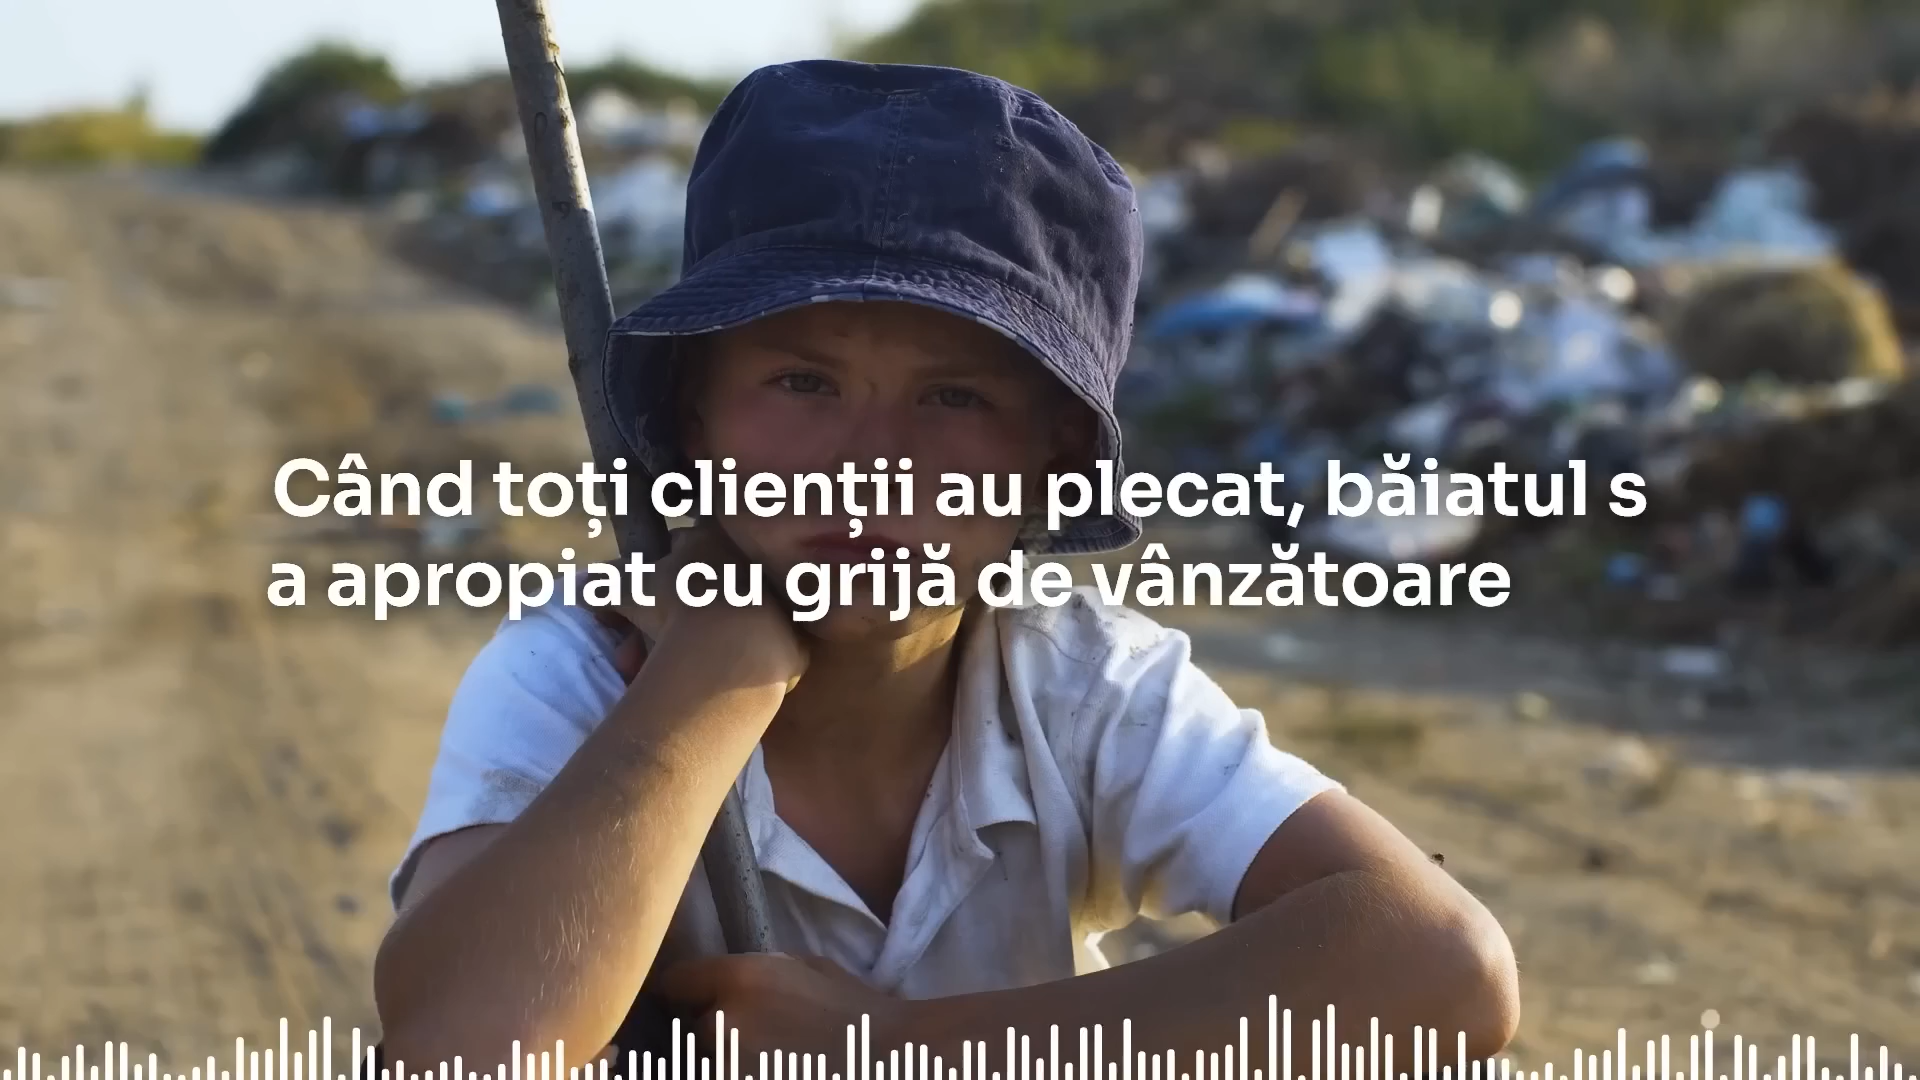 Când toți clienții au plecat, băiatul s
a apropiat cu grijă de vânzătoare